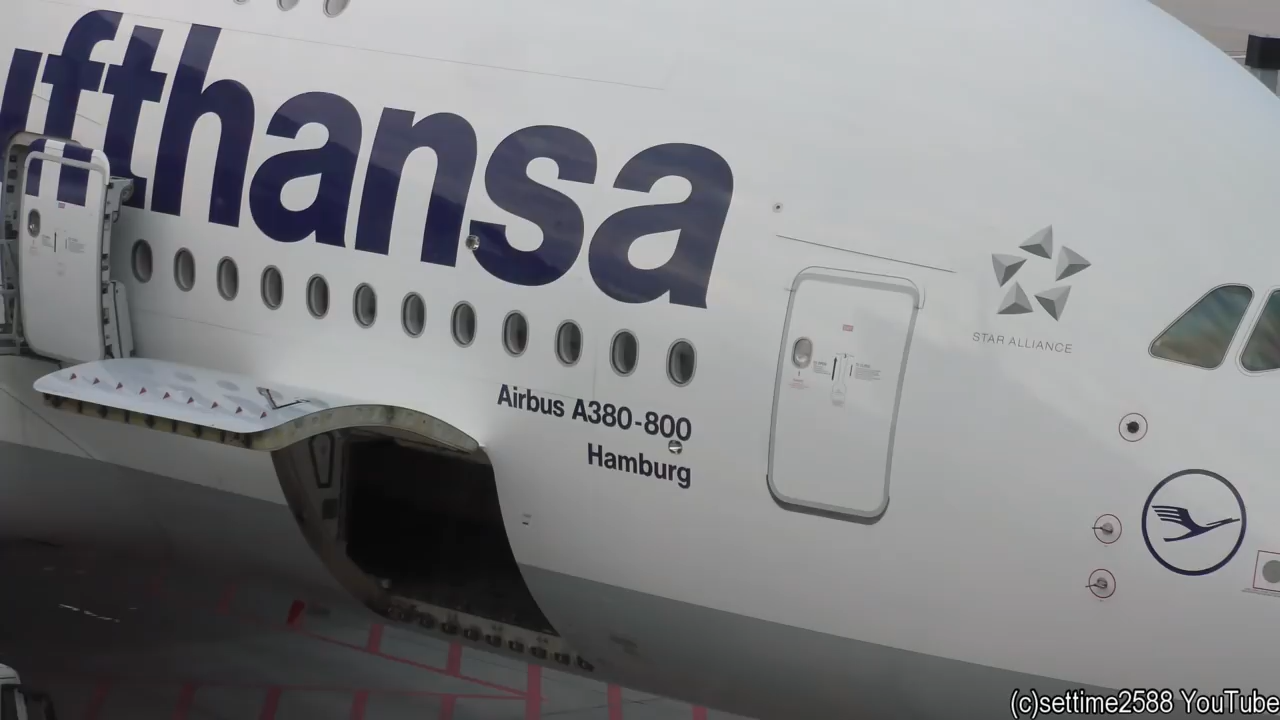 ufthansa
STAR ALLIANCE
Airbus A380-800
Hamburg
(c)settime2588 YouTube